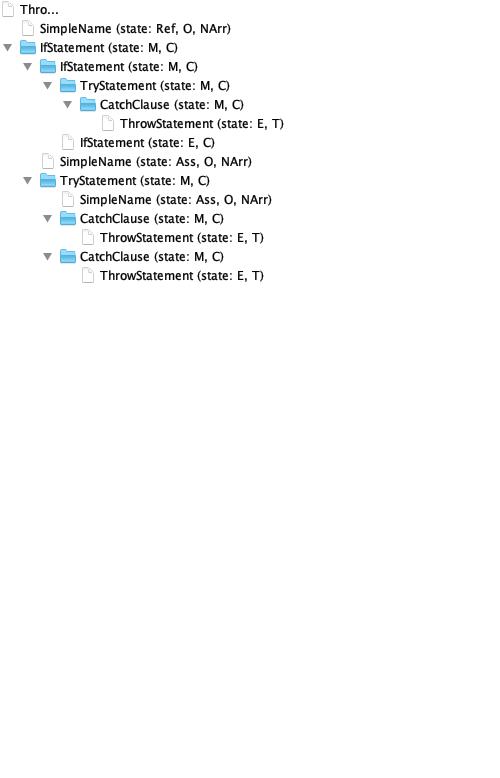 Thro...
SimpleName (state: Ref, O, NArr)
IfStatement (state: M, C)
IfStatement (state: M, C)
TryStatement (state: M, C)
CatchClause (state: M, C)
ThrowStatement (state: E, T)
IfStatement (state: E, C)
SimpleName (state: Ass, O, NArr)
TryStatement (state: M, C)
SimpleName (state: Ass, O, NArr)
CatchClause (state: M, C)
ThrowStatement (state: E, T)
CatchClause (state: M, C)
ThrowStatement (state: E, T)